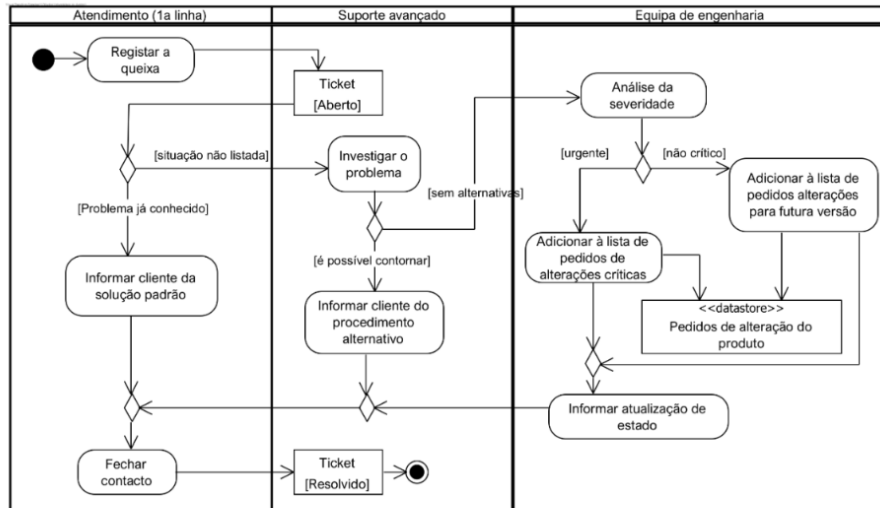 Atendimento (1a linha)
Suporte avançado
Equipa de engenharia
Registar a
queixa
Ticket
[Aberto]
Análise da
severidade
[situação não listada]
Investigar o
problema
[sem alternativas]
[urgente]
[não crítico]
Adicionar à lista de
pedidos alterações
para futura versão
[Problema já conhecido]
Adicionar à lista de
pedidos de
alterações críticas
[é possível contornar]
Informar cliente da
solução padrão
Informar cliente do
procedimento
alternativo
<<datastore>>
Pedidos de alteração do
produto
Informar atualização de
estado
Fechar
contacto
Ticket
[Resolvido]